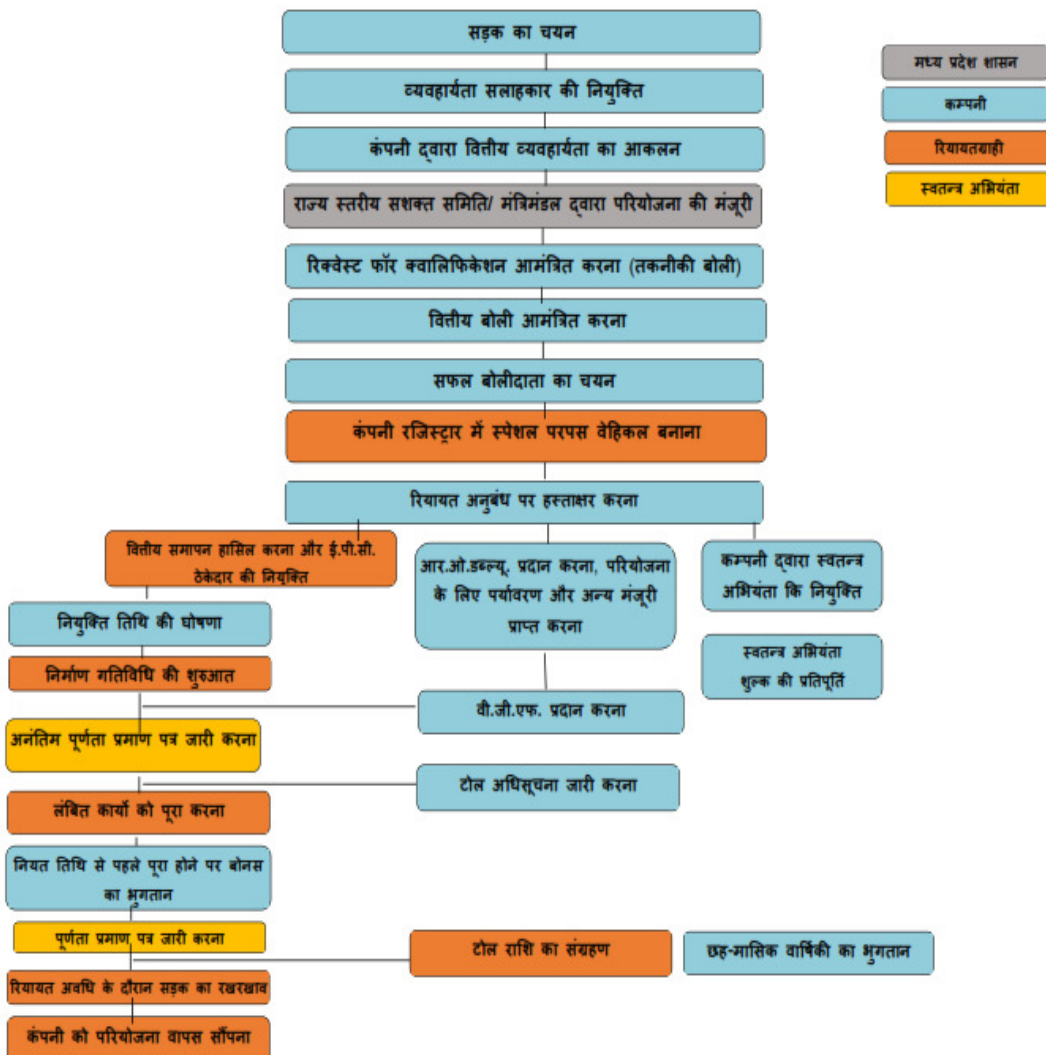 सड़क का चयन
व्यवहार्यता सलाहकार की नियुक्ति
कंपनी द्वारा वित्तीय व्यवहार्यता का आकलन
राज्य स्तरीय सशक्त समिति/ मंत्रिमंडल द्वारा परियोजना की मंजूरी
रिक्वेस्ट फॉर क्वालिफिकेशन आमंत्रित करना (तकनीकी बोली)
वित्तीय बोली आमंत्रित करना
सफल बोलीदाता का चयन
कंपनी रजिस्ट्रार में स्पेशल परपस वेहिकल बनाना
रियायत अनुबंध पर हस्ताक्षर करना
मध्य प्रदेश शासन
कम्पनी
रियायतग्राही
स्वतन्त्र अभियंता
वित्तीय समापन हासिल करना और ई.पी.सी.
ठेकेदार की नियुक्ति
आर.ओ.डब्ल्यू. प्रदान करना, परियोजना
के लिए पर्यावरण और अन्य मंजूरी
प्राप्त करना
कम्पनी द्वारा स्वतन्त्र
अभियंता कि नियुक्ति
नियुक्ति तिथि की घोषणा
स्वतन्त्र अभियंता
शुल्क की प्रतिपूर्ति
निर्माण गतिविधि की शुरुआत
वी.जी.एफ. प्रदान करना
अनंतिम पूर्णता प्रमाण पत्र जारी करना
टोल अधिसूचना जारी करना
लंबित कार्यो को पूरा करना
नियत तिथि से पहले पूरा होने पर बोनस
का भुगतान
पूर्णता प्रमाण पत्र जारी करना
टोल राशि का संग्रहण
छह-मासिक वार्षिकी का भुगतान
रियायत अवधि के दौरान सड़क का रखरखाव
कंपनी को परियोजना वापस सौंपना